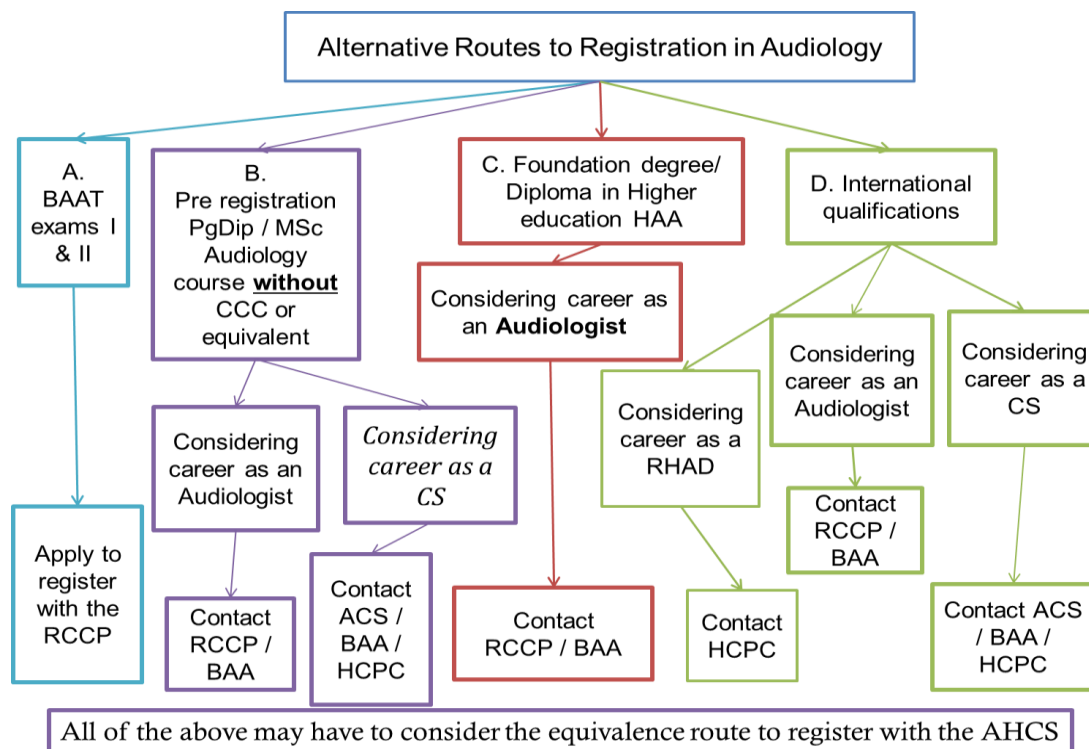 Alternative Routes to Registration in Audiology
A.
BAAT
exams I
& II
B.
Pre registration
PgDip / MSc
Audiology
course without
CCC or
equivalent
C. Foundation degree/
Diploma in Higher
education HAA
D. International
qualifications
Considering career as
an Audiologist
Considering
career as an
Audiologist
Considering
career as a
CS
Considering
career as a
RHAD
Considering
career as an
Audiologist
Considering
career as a
CS
Apply to
register
with the
RCCP
Contact
RCCP /
BAA
Contact
ACS /
BAA /
HCPC
Contact
RCCP / BAA
Contact
HCPC
Contact
RCCP /
BAA
Contact ACS
/ BAA /
HCPC
All of the above may have to consider the equivalence route to register with the AHCS